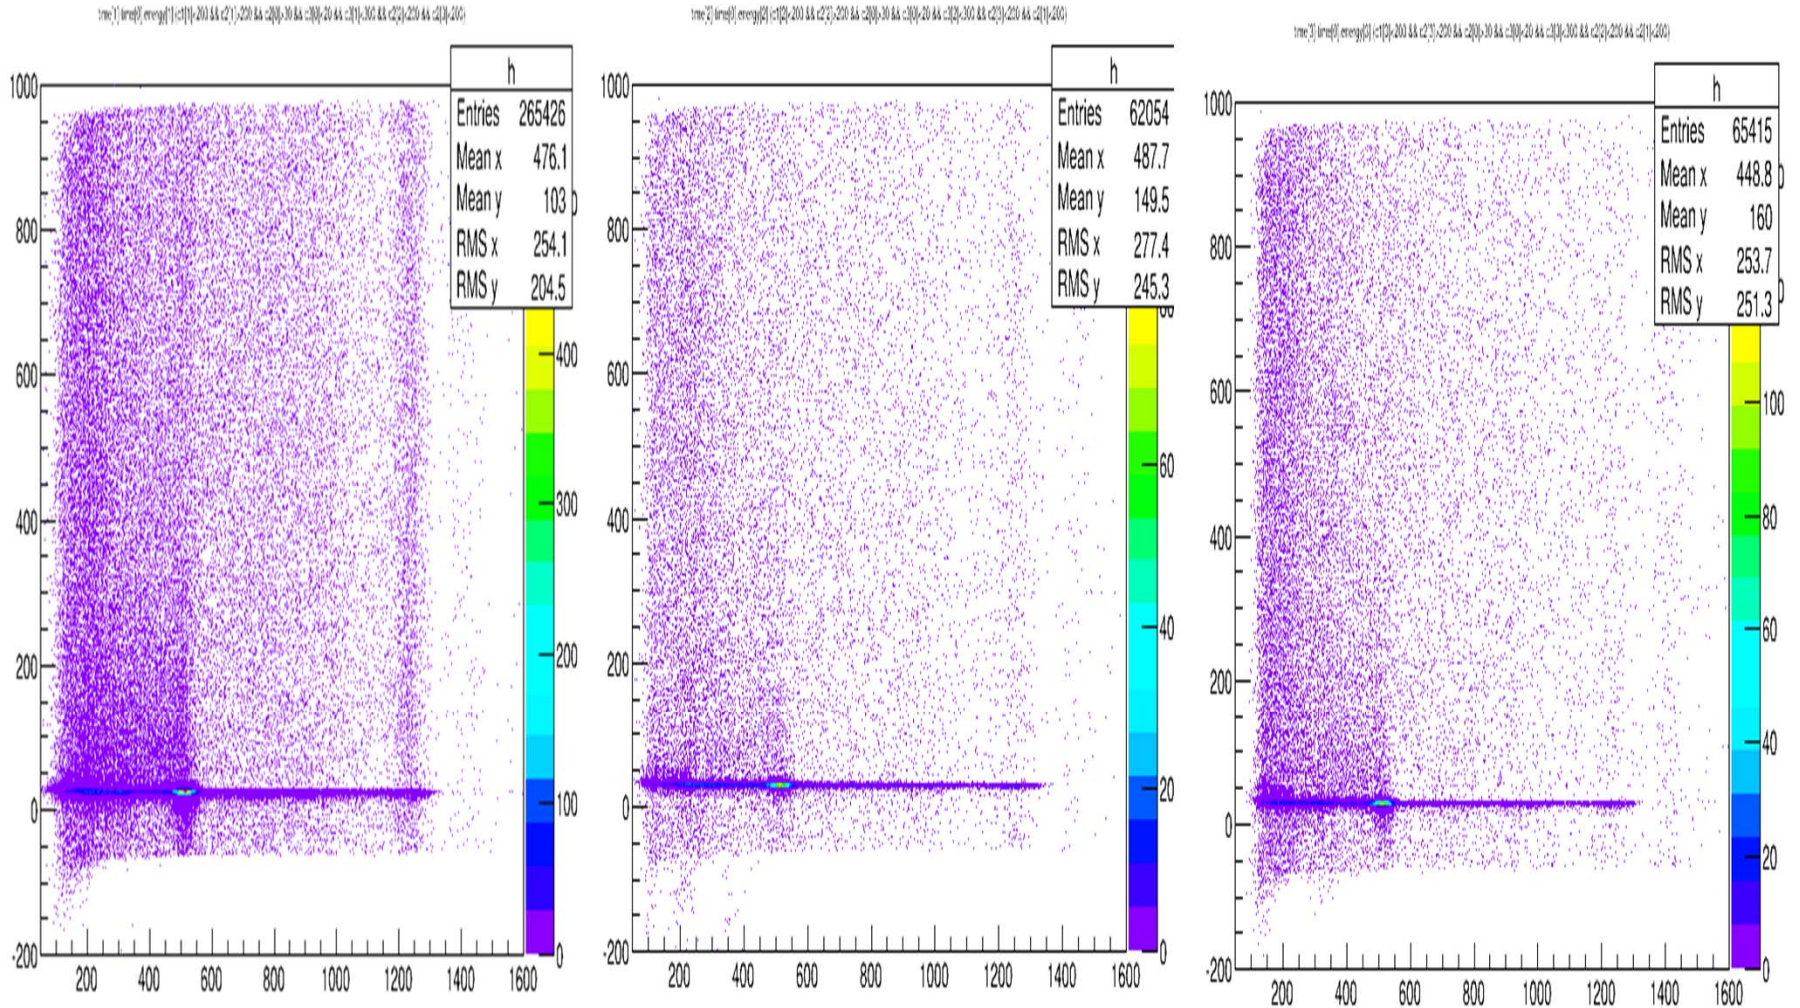 h
Entries 265426
Mean x 476.1
Mean y 103
RMS x 254.1
RMS y 204.5
1000
800
600
400
200
0
-200
200 400 600 800 1000 1200 1400 1600
400
300
200
100
0
h
Entries 62054
Mean x 487.7
Mean y 149.5
RMS x 277.4
RMS y 245.3
1000
800
600
400
200
0
-200
200 400 600 800 1000 1200 1400 1600
60
40
20
0
h
Entries 65415
Mean x 448.8
Mean y 160
RMS x 253.7
RMS y 251.3
1000
800
600
400
200
0
-200
200 400 600 800 1000 1200 1400 1600
100
80
60
40
20
0